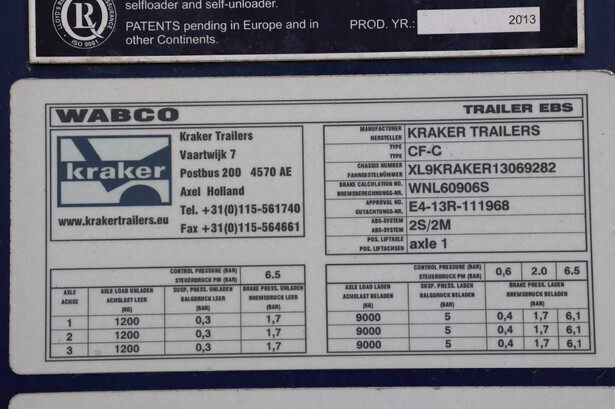 selfloader and self-unloader.
PATENTS pending in Europe and in
other Continents.
PROD. YR.: 2013
R
ISO 9001
WABCO
TRAILER EBS
kraker
www.krakertrailers.eu
Kraker Trailers
Vaartwijk 7
Postbus 200 4570 AE
Axel Holland
Tel. +31(0)115-561740
Fax +31(0)115-564661
MANUFACTURER
HERSTELLER
KRAKER TRAILERS
TYPE
TYPE
CF-C
CHASSIS NUMBER
FAHRGESTELNÜMMER
XL9KRAKER13069282
BRAKE CALCULATION NO.
BREMSBERECHNUNGS-NR.
WNL60906S
APPROVAL NO.
GUTACHTUNGS-NR.
E4-13R-111968
ABS-SYSTEM
ABS-SYSTEM
2S/2M
POS. LIFTAXLE
POS. LIFTACHSEN
axle 1
CONTROL PRESSURE (BAR)
STEUERDRUCK PM (BAR)
6.5
AXLE
ACHSE
AXLE LOAD UNLADEN
ACHSLAST LEER
(KG)
SUSP. PRESS. UNLADEN
BALGDRUCK LEER
(BAR)
BRAKE PRESS. UNLADEN
BREMSDRUCK LEER
(BAR)
1 1200 0,3 1,7
2 1200 0,3 1,7
3 1200 0,3 1,7
CONTROL PRESSURE (BAR)
STEUERDRUCK PM (BAR)
0,6 2.0 6.5
AXLE LOAD LADEN
ACHSLAST BELADEN
(KG)
SUSP. PRESS. LADEN
BALGDRUCK BELADEN
(BAR)
BRAKE PRESS. LADEN
BREMSDRUCK BELADEN
(BAR)
9000 5 0,4 1,7 6,1
9000 5 0,4 1,7 6,1
9000 5 0,4 1,7 6,1